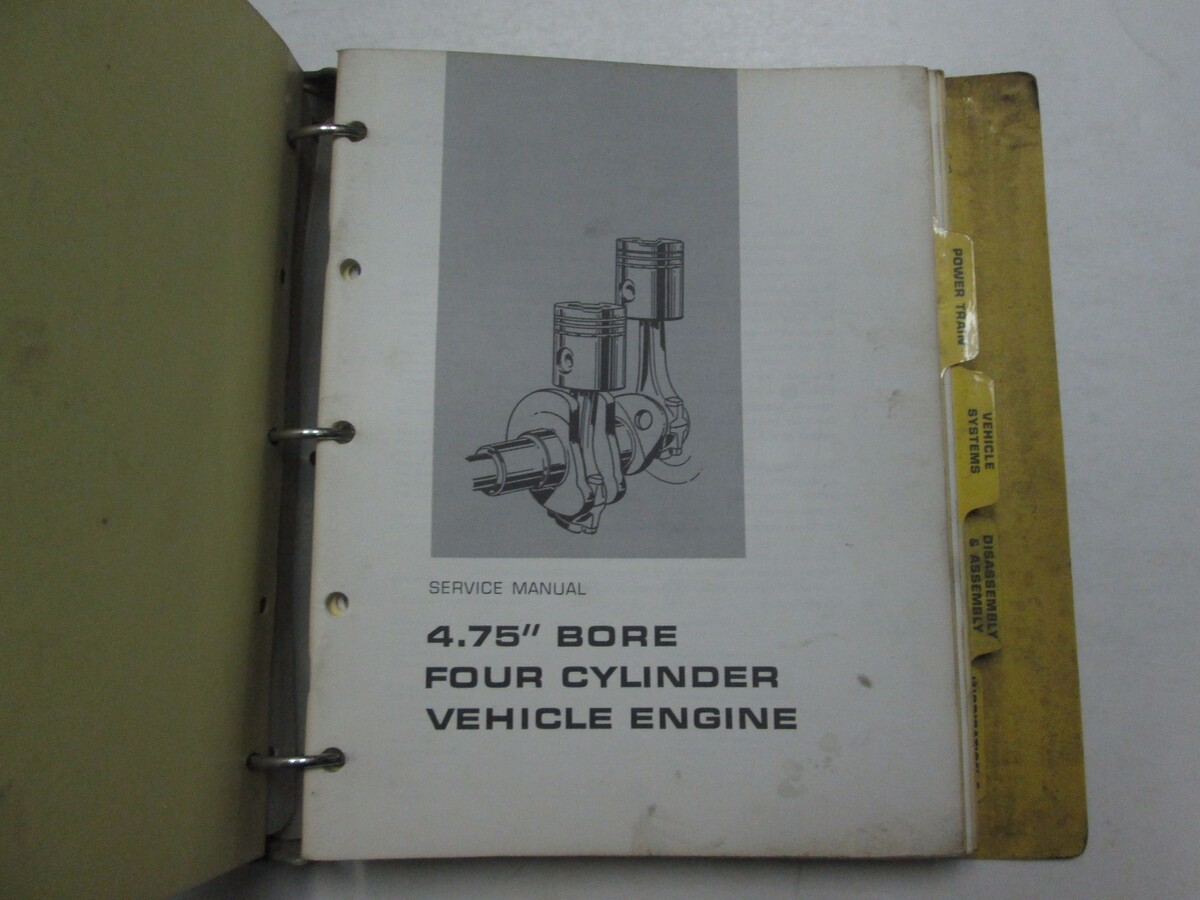 SERVICE MANUAL
4.75" BORE
FOUR CYLINDER
VEHICLE ENGINE
POWER TRAIN
VEHICLE
SYSTEMS
DISASSEMBLY
& ASSEMBLY